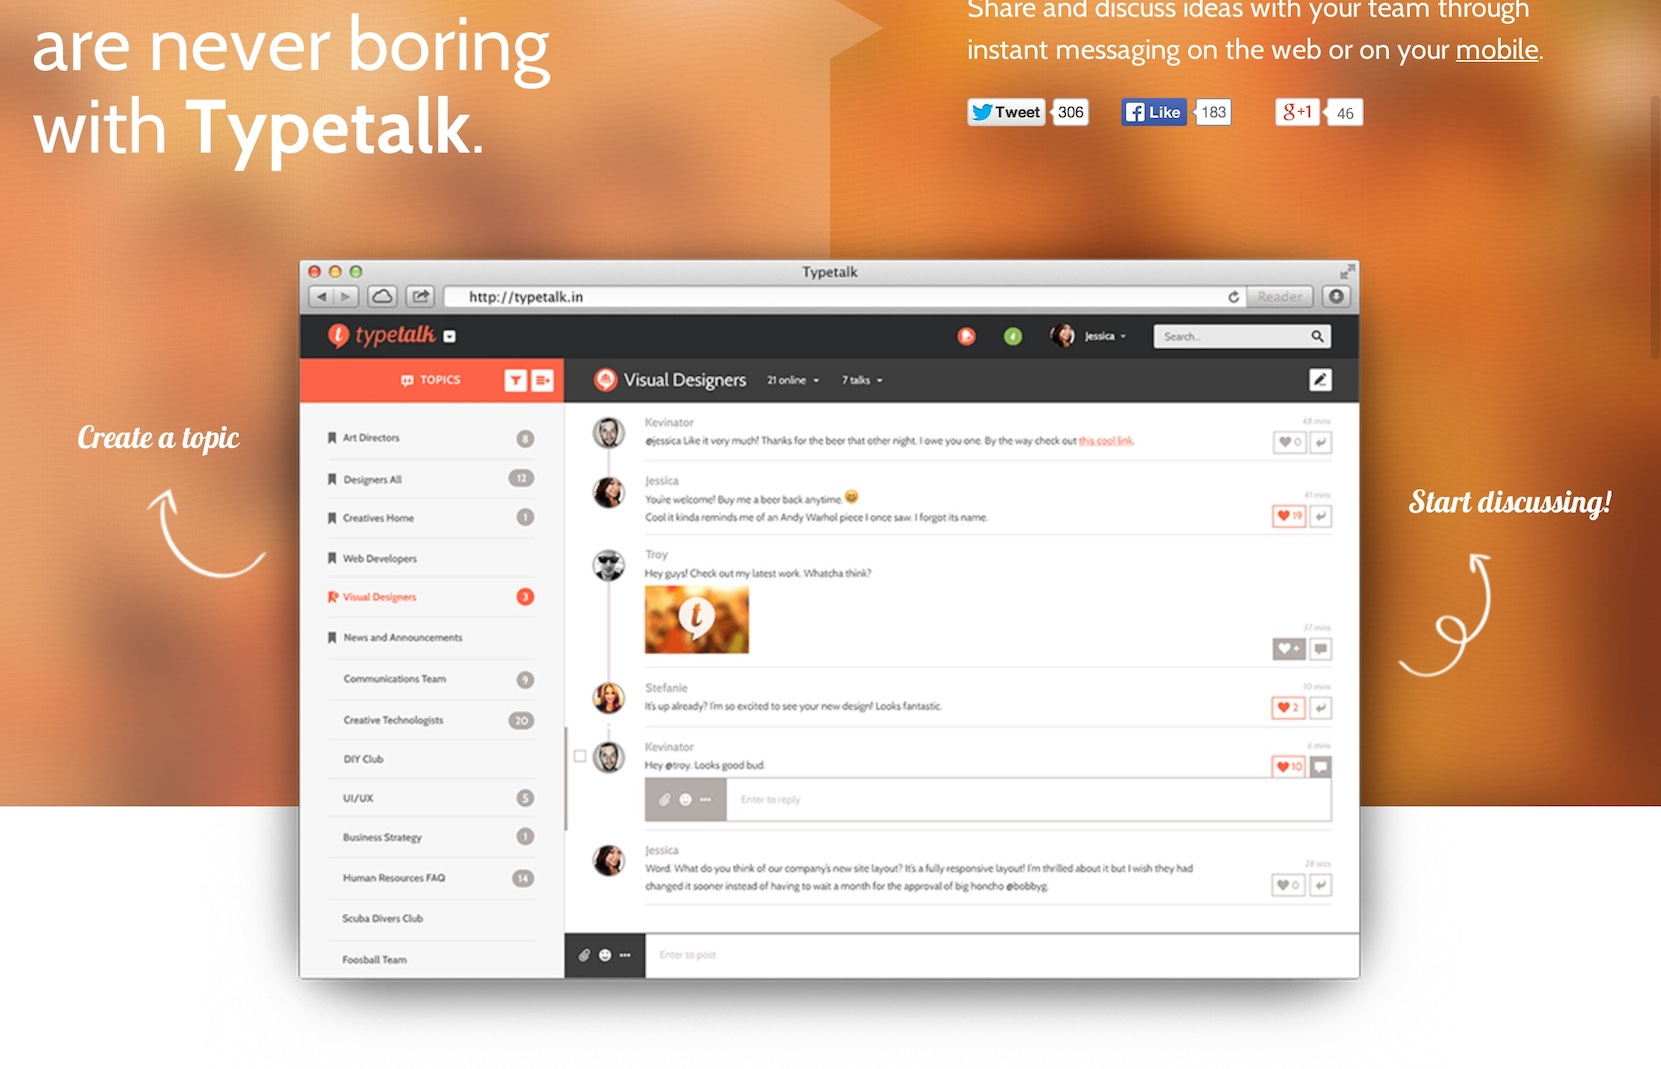 are never boring
with Typetalk.
Share and discuss ideas with your team through
instant messaging on the web or on your mobile.
Tweet 306
Like 183
g+1 46
Create a topic
Start discussing!
Typetalk
http://typetalk.in
Reader
typetalk
4
Jessica
Search...
TOPICS
Visual Designers
21 online
7 talks
Art Directors 8
Designers All 12
Creatives Home 1
Web Developers
Visual Designers 3
News and Announcements
Communications Team 9
Creative Technologists 20
DIY Club
UI/UX 5
Business Strategy 1
Human Resources FAQ 14
Scuba Divers Club
Foosball Team
Kevinator
48 mins
@jessica Like it very much! Thanks for the beer that other night. I owe you one. By the way check out this cool link.
0
Jessica
41 mins
You're welcome! Buy me a beer back anytime 😀
Cool it kinda reminds me of an Andy Warhol piece I once saw. I forgot its name.
19
Troy
Hey guys! Check out my latest work. Whatcha think?
t
37 mins
+
Stefanie
10 mins
It's up already? I'm so excited to see your new design! Looks fantastic.
2
Kevinator
6 mins
Hey @troy. Looks good bud.
10
Enter to reply
Jessica
28 secs
Word. What do you think of our company's new site layout? It's a fully responsive layout! I'm thrilled about it but I wish they had
changed it sooner instead of having to wait a month for the approval of big honcho @bobbyg.
0
Enter to post